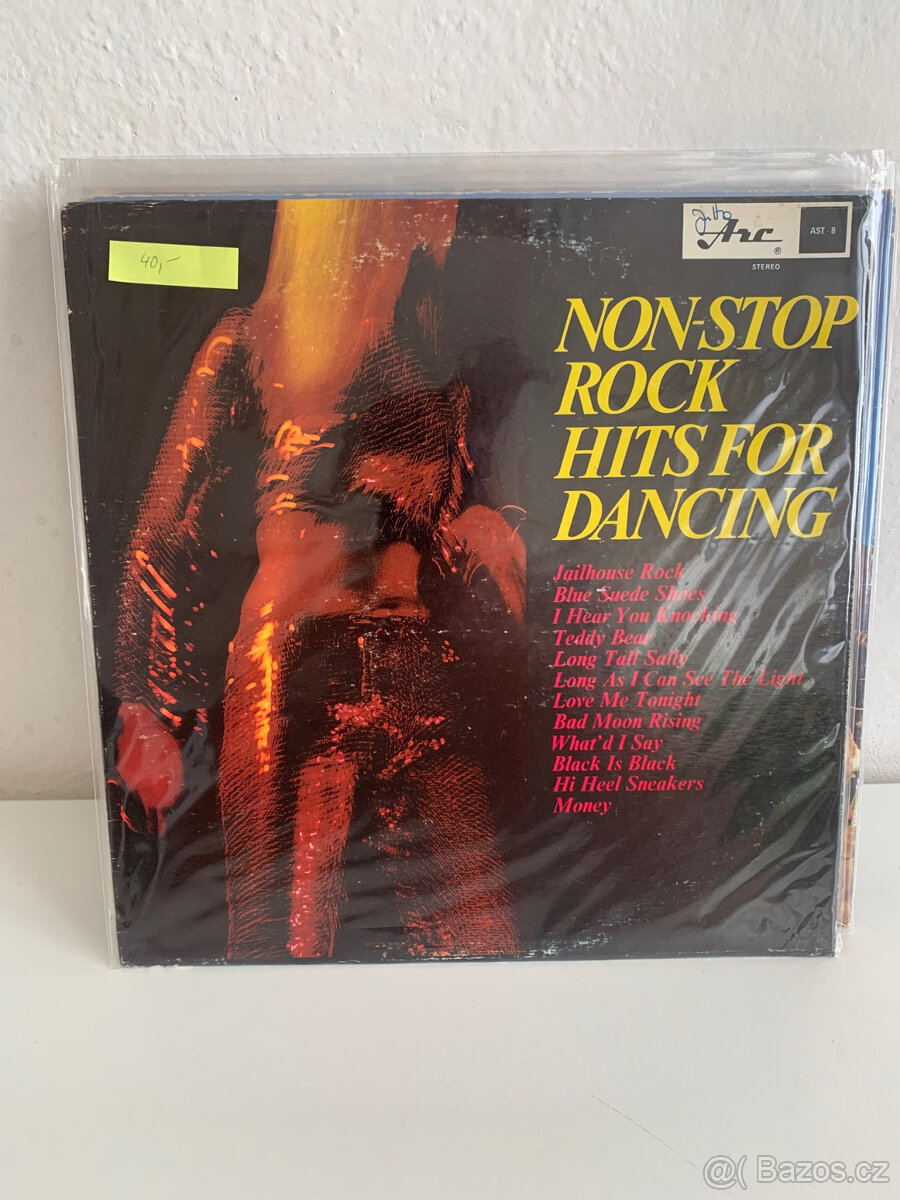 40,-
Arc
®
AST-8
STEREO
NON-STOP
ROCK
HITS FOR
DANCING
Jailhouse Rock
Blue Suede Shoes
I Hear You Knocking
Teddy Bear
Long Tall Sally
Long As I Can See The Light
Love Me Tonight
Bad Moon Rising
What'd I Say
Black Is Black
Hi Heel Sneakers
Money
@( Bazos.cz